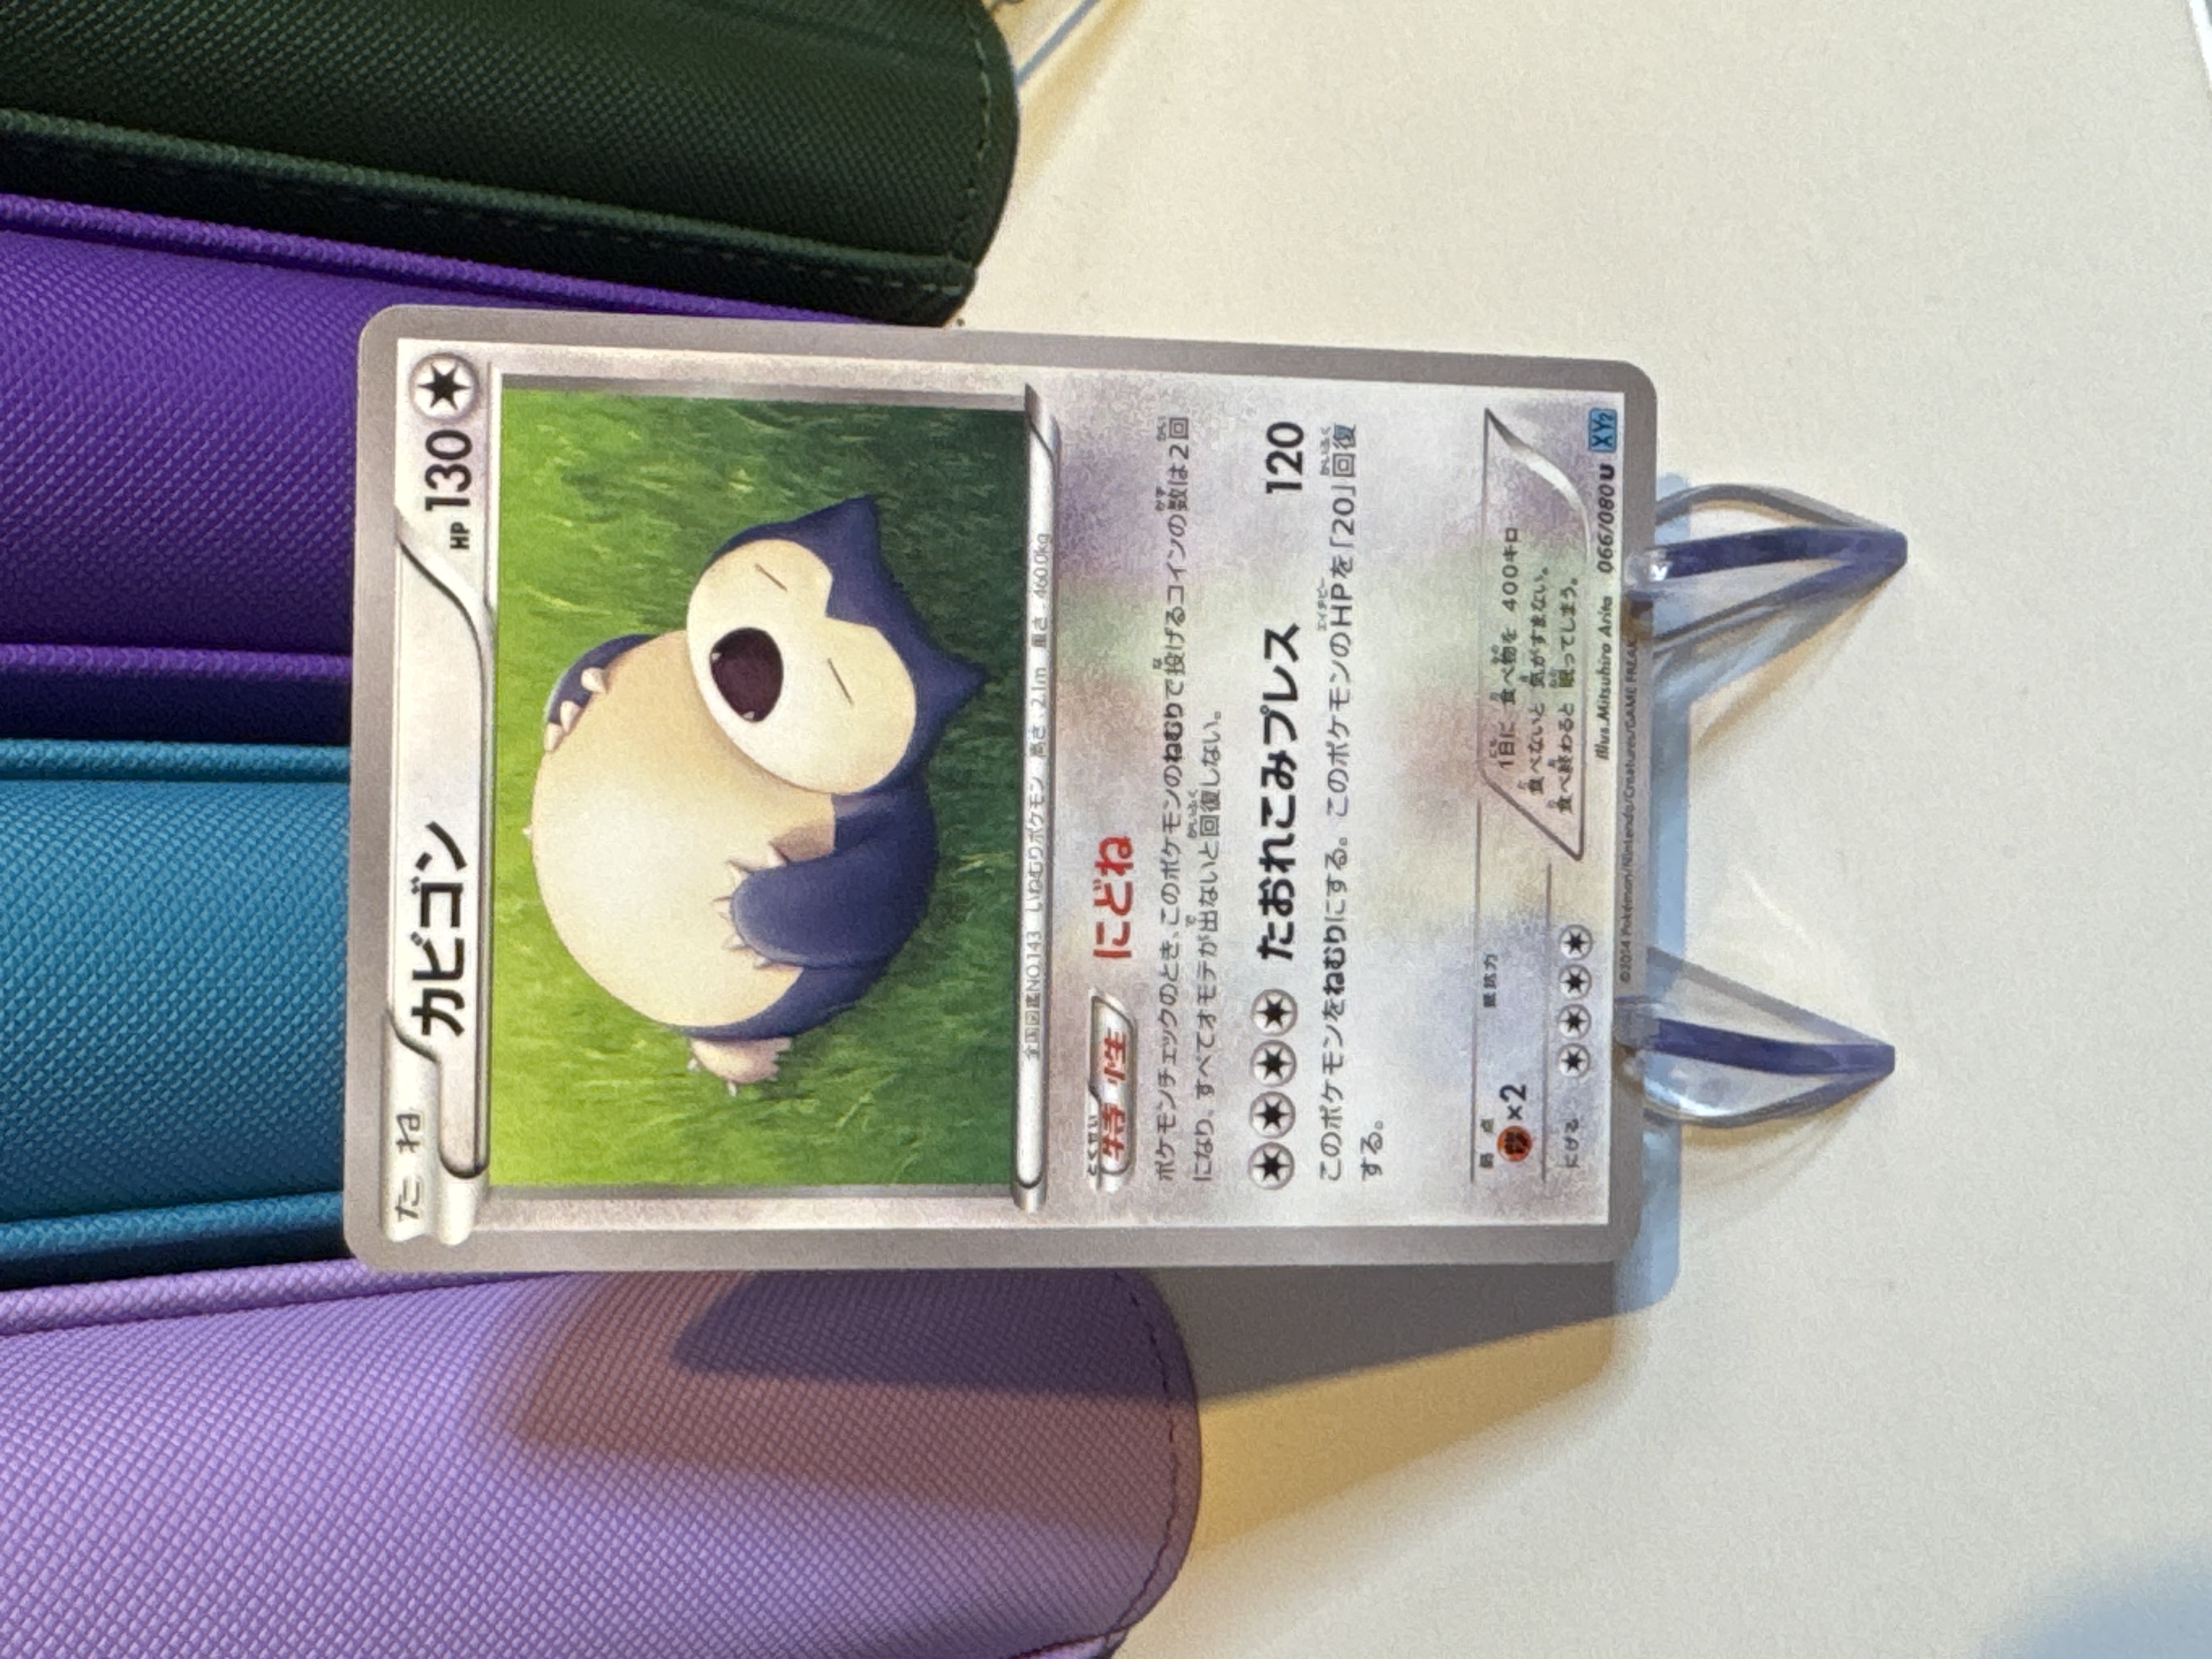 たね
カビゴン
HP 130
全国図鑑NO.143 いねむりポケモン 高さ:2.1m 重さ:460.0kg
とくせい
特性 にどね
ポケモンチェックのとき、このポケモンのねむりで投げるコインの数は2回
になり、すべてオモテが出ないと回復しない。
たおれこみプレス 120
このポケモンをねむりにする。このポケモンのHPを「20」回復
する。
弱点 抵抗力
闘×2
にげる
1日に 食べ物を 400キロ
食べないと 気がすまない。
食べ終わると 眠ってしまう。
Illus.Mitsuhiro Arita 066/080 U XY2
©2014 Pokémon/Nintendo/Creatures/GAME FREAK